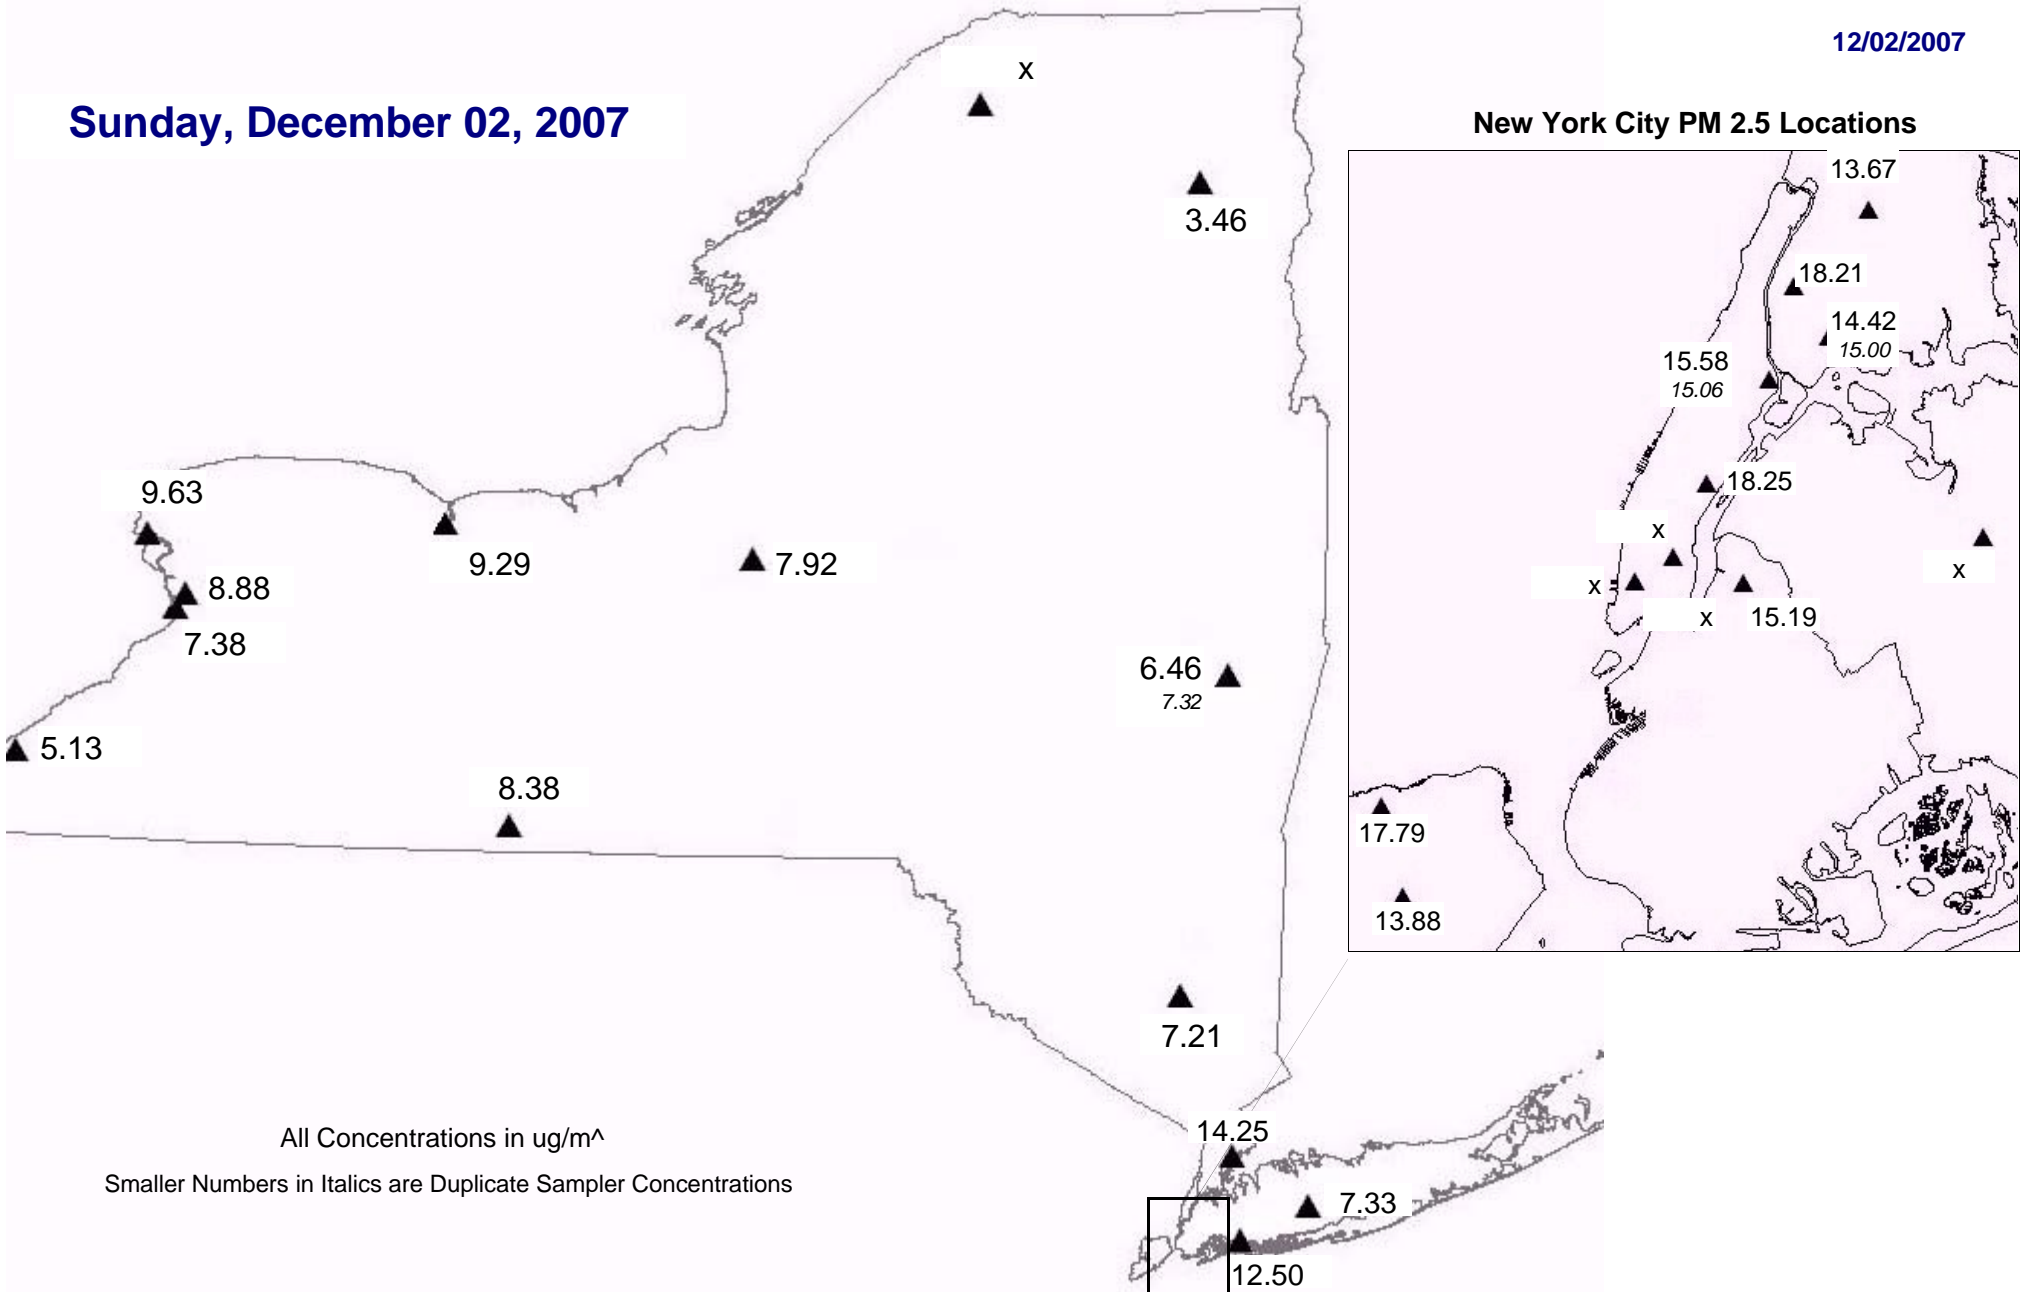 12/02/2007
Sunday, December 02, 2007
x
3.46
9.63
9.29
7.92
8.88
7.38
6.46
7.32
5.13
8.38
7.21
14.25
7.33
12.50
All Concentrations in ug/m^
Smaller Numbers in Italics are Duplicate Sampler Concentrations
New York City PM 2.5 Locations
13.67
18.21
14.42
15.00
15.58
15.06
18.25
x
x
x
x
15.19
17.79
13.88